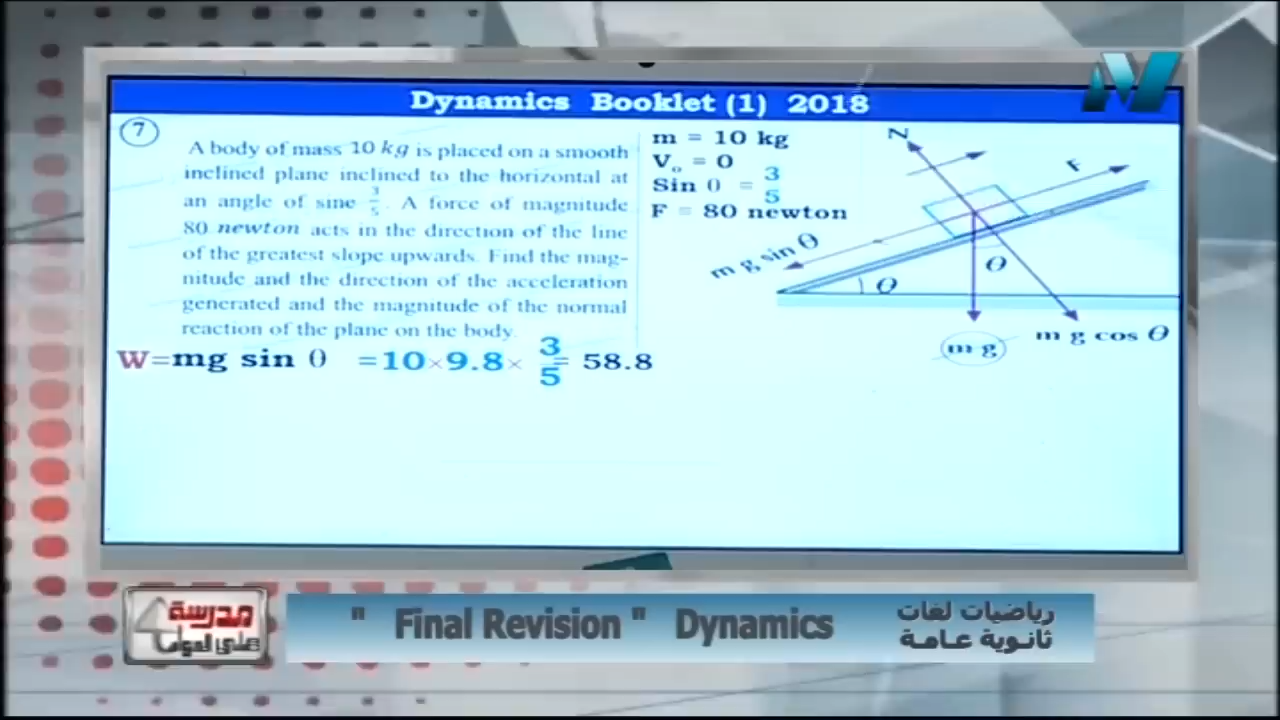 Dynamics Booklet (1) 2018
7
A body of mass 10 kg is placed on a smooth
inclined plane inclined to the horizontal at
an angle of sine 3/5. A force of magnitude
80 newton acts in the direction of the line
of the greatest slope upwards. Find the mag-
nitude and the direction of the acceleration
generated and the magnitude of the normal
reaction of the plane on the body.
m = 10 kg
V₀ = 0
Sin θ = 3/5
F = 80 newton
N
F
m g sin θ
θ
θ
m g
m g cos θ
W=mg sin θ =10×9.8× 3/5 = 58.8
مدرسة
على الهواء
" Final Revision " Dynamics
رياضيات لغات
ثانوية عامة